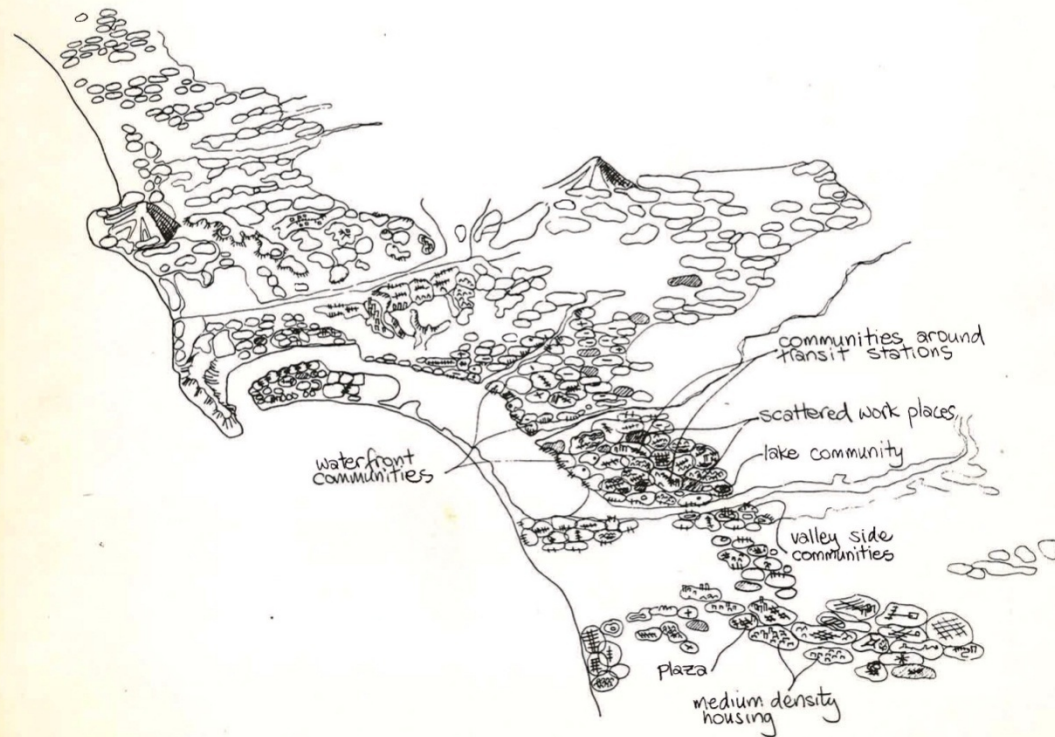 communities around
transit stations
scattered work places
lake community
waterfront
communities
valley side
communities
plaza
medium density
housing